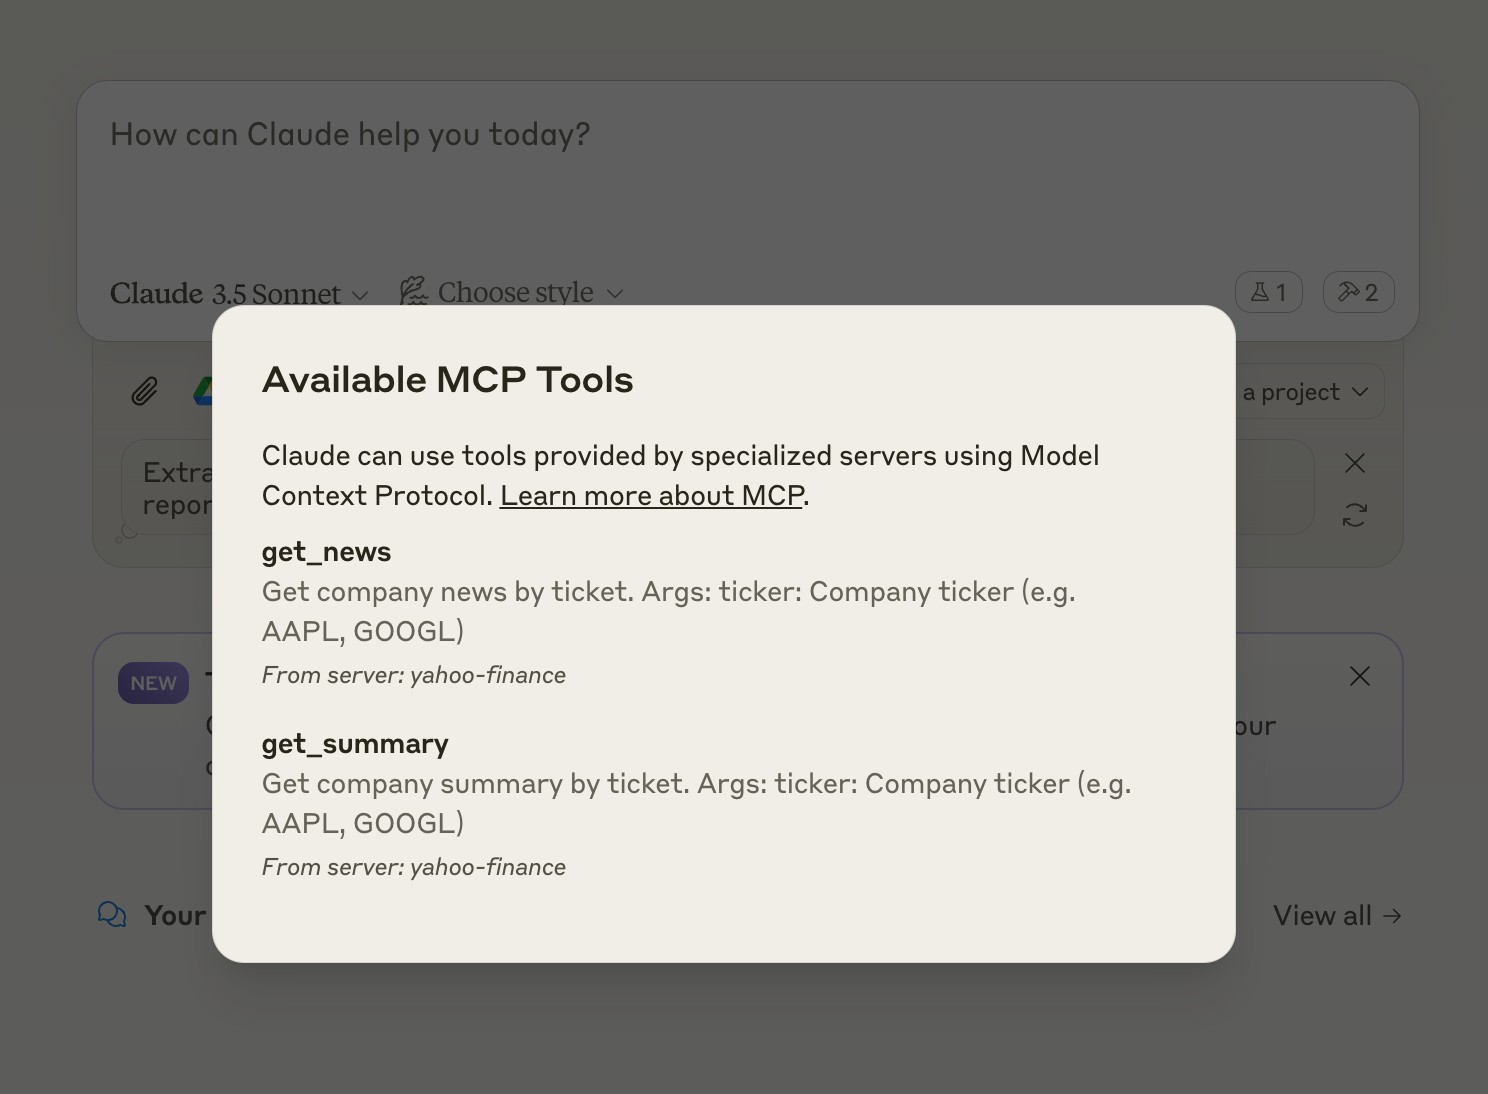 How can Claude help you today?
Claude 3.5 Sonnet
Choose style
1
2
Available MCP Tools
a project
Claude can use tools provided by specialized servers using Model
Context Protocol. Learn more about MCP.
get_news
Get company news by ticket. Args: ticker: Company ticker (e.g.
AAPL, GOOGL)
From server: yahoo-finance
NEW
get_summary
Get company summary by ticket. Args: ticker: Company ticker (e.g.
AAPL, GOOGL)
From server: yahoo-finance
Your
View all